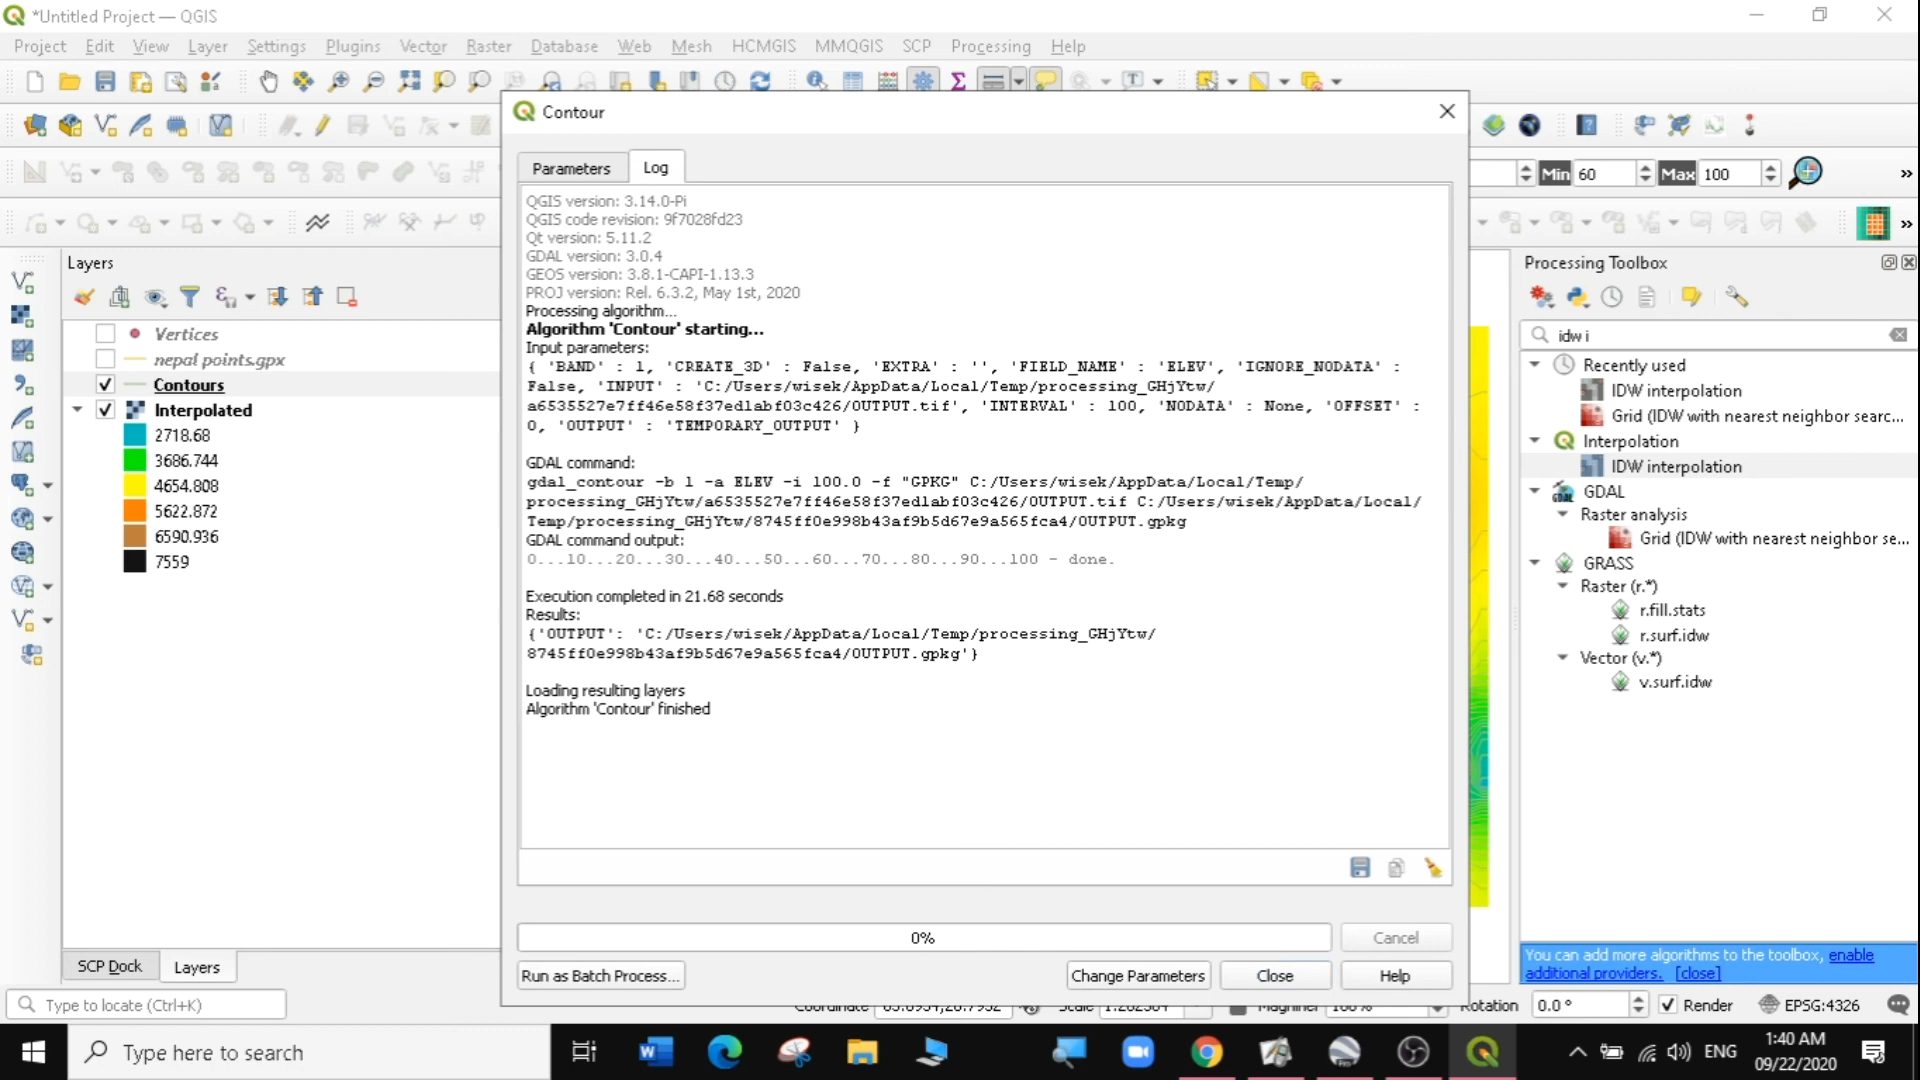 *Untitled Project — QGIS
Project Edit View Layer Settings Plugins Vector Raster Database Web Mesh HCMGIS MMQGIS SCP Processing Help
Contour
Min 60 Max 100
Parameters Log
QGIS version: 3.14.0-Pi
QGIS code revision: 9f7028fd23
Qt version: 5.11.2
GDAL version: 3.0.4
GEOS version: 3.8.1-CAPI-1.13.3
PROJ version: Rel. 6.3.2, May 1st, 2020
Processing algorithm...
Algorithm 'Contour' starting...
Input parameters:
{ 'BAND' : 1, 'CREATE_3D' : False, 'EXTRA' : '', 'FIELD_NAME' : 'ELEV', 'IGNORE_NODATA' :
False, 'INPUT' : 'C:/Users/wisek/AppData/Local/Temp/processing_GHjYtw/
a6535527e7ff46e58f37ed1abf03c426/OUTPUT.tif', 'INTERVAL' : 100, 'NODATA' : None, 'OFFSET' :
0, 'OUTPUT' : 'TEMPORARY_OUTPUT' }
GDAL command:
gdal_contour -b 1 -a ELEV -i 100.0 -f "GPKG" C:/Users/wisek/AppData/Local/Temp/
processing_GHjYtw/a6535527e7ff46e58f37ed1abf03c426/OUTPUT.tif C:/Users/wisek/AppData/Local/
Temp/processing_GHjYtw/8745ff0e998b43af9b5d67e9a565fca4/OUTPUT.gpkg
GDAL command output:
0...10...20...30...40...50...60...70...80...90...100 - done.
Execution completed in 21.68 seconds
Results:
{'OUTPUT': 'C:/Users/wisek/AppData/Local/Temp/processing_GHjYtw/
8745ff0e998b43af9b5d67e9a565fca4/OUTPUT.gpkg'}
Loading resulting layers
Algorithm 'Contour' finished
0%
Cancel
Run as Batch Process...
Change Parameters
Close
Help
Layers
Vertices
nepal points.gpx
Contours
Interpolated
2718.68
3686.744
4654.808
5622.872
6590.936
7559
SCP Dock Layers
Processing Toolbox
idw i
Recently used
IDW interpolation
Grid (IDW with nearest neighbor searc...
Interpolation
IDW interpolation
GDAL
Raster analysis
Grid (IDW with nearest neighbor se...
GRASS
Raster (r.*)
r.fill.stats
r.surf.idw
Vector (v.*)
v.surf.idw
You can add more algorithms to the toolbox, enable
additional providers. [close]
Type to locate (Ctrl+K)
Coordinate Scale Magnifier 100% Rotation 0.0 ° Render EPSG:4326
Type here to search
ENG
1:40 AM
09/22/2020